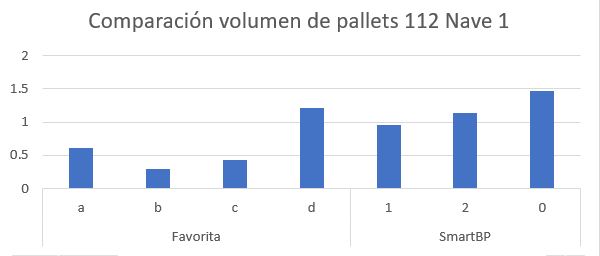 Comparación volumen de pallets 112 Nave 1
2
1.5
1
0.5
0
a b c d 1 2 0
Favorita SmartBP